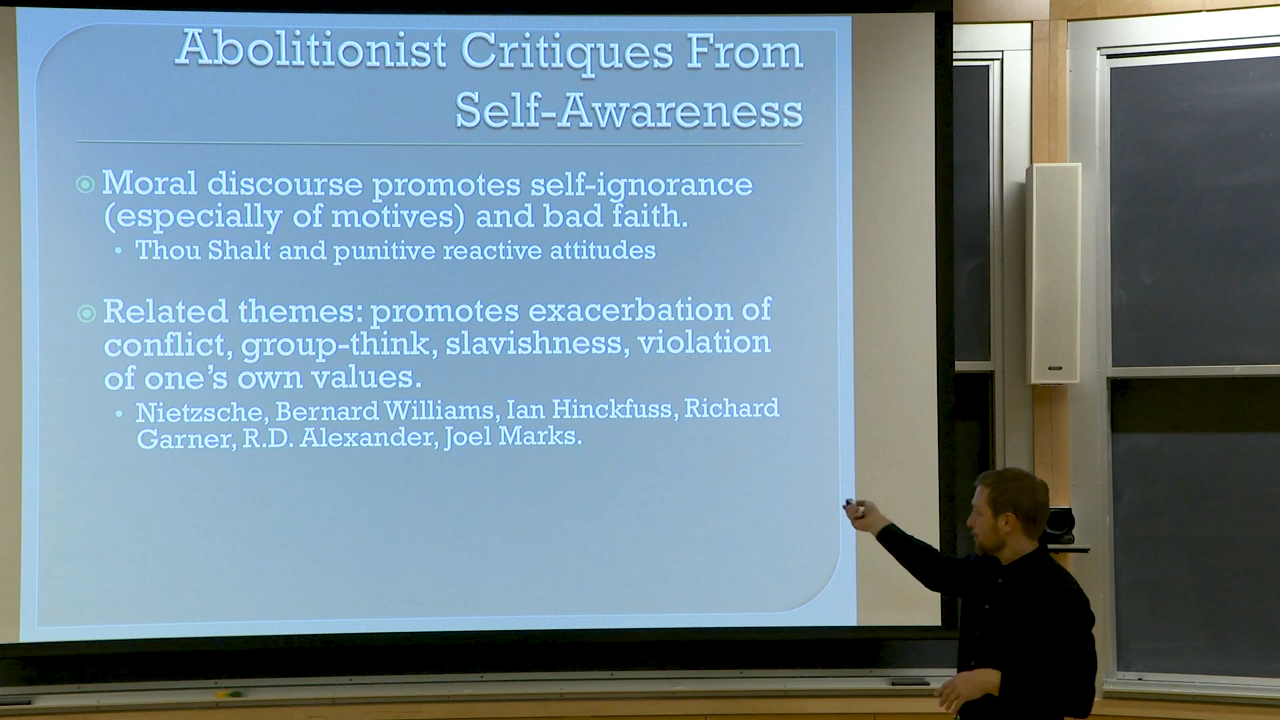 Abolitionist Critiques From
Self-Awareness
Moral discourse promotes self-ignorance
(especially of motives) and bad faith.
Thou Shalt and punitive reactive attitudes
Related themes: promotes exacerbation of
conflict, group-think, slavishness, violation
of one's own values.
Nietzsche, Bernard Williams, Ian Hinckfuss, Richard
Garner, R.D. Alexander, Joel Marks.